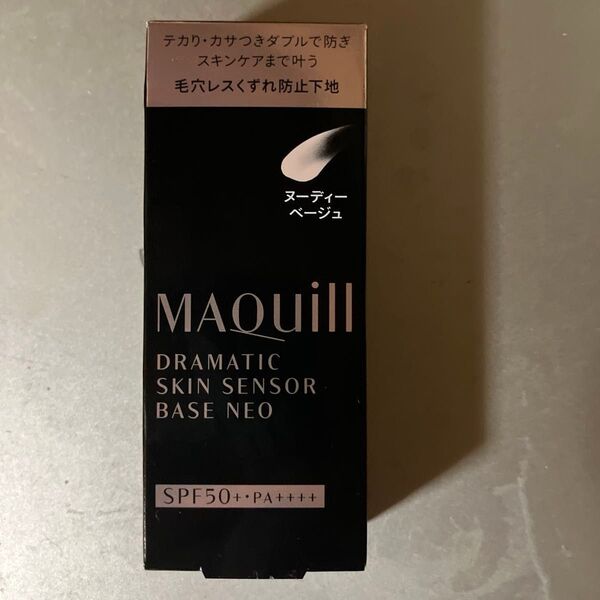 テカり・カサつきダブルで防ぎ
スキンケアまで叶う
毛穴レスくずれ防止下地
ヌーディー
ベージュ
MAQuill
DRAMATIC
SKIN SENSOR
BASE NEO
SPF50+・PA++++